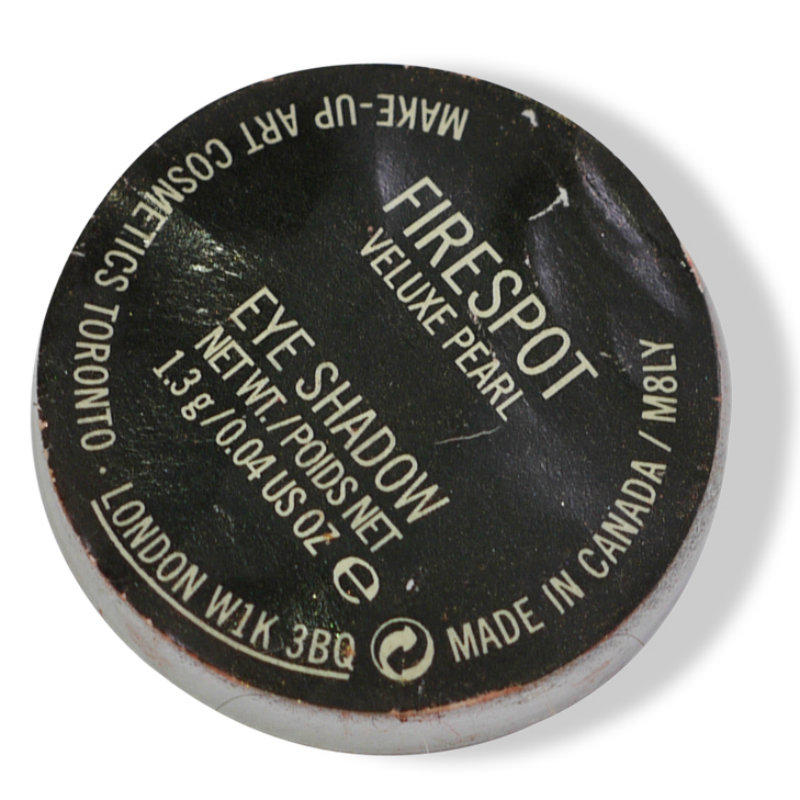 FIRESPOT
VELUXE PEARL
EYE SHADOW
NET WT./POIDS NET
1.3 g/0.04 US OZ e
MAKE-UP ART COSMETICS TORONTO · LONDON W1K 3BQ
MADE IN CANADA / M8LY